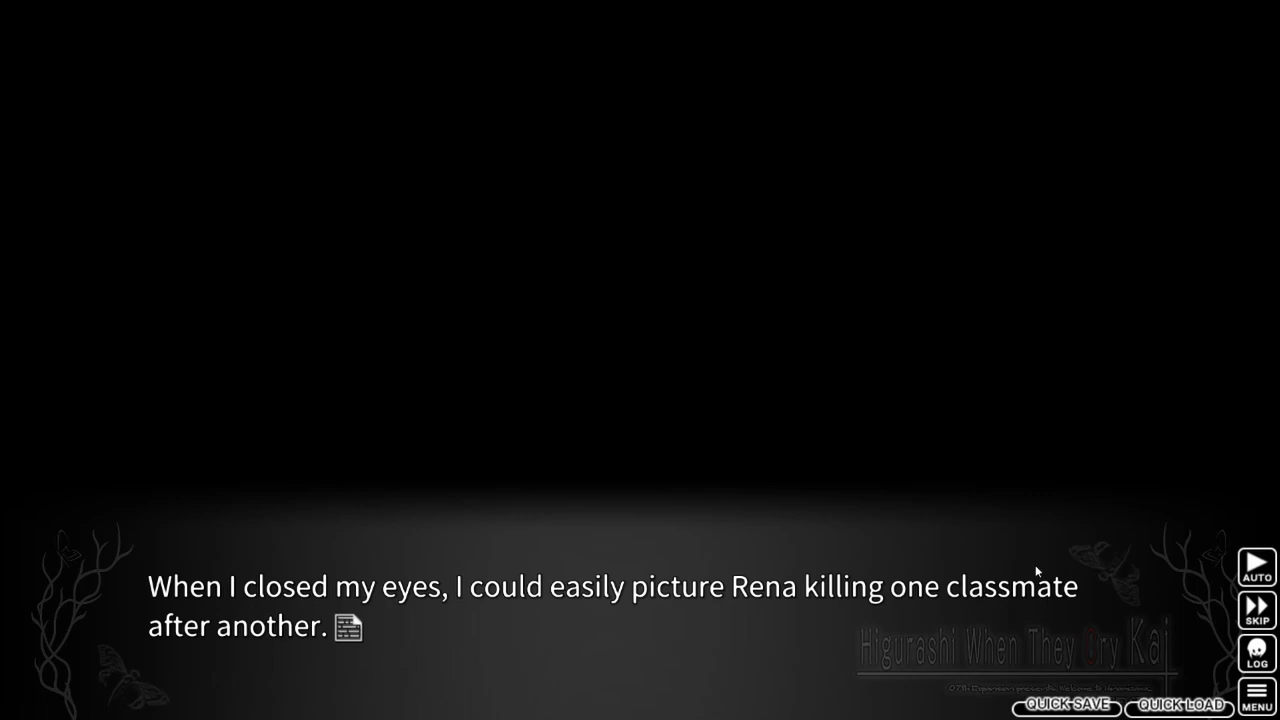 When I closed my eyes, I could easily picture Rena killing one classmate
after another.
AUTO
SKIP
LOG
Higurashi When They Cry Kai
MENU
QUICK SAVE
QUICK LOAD